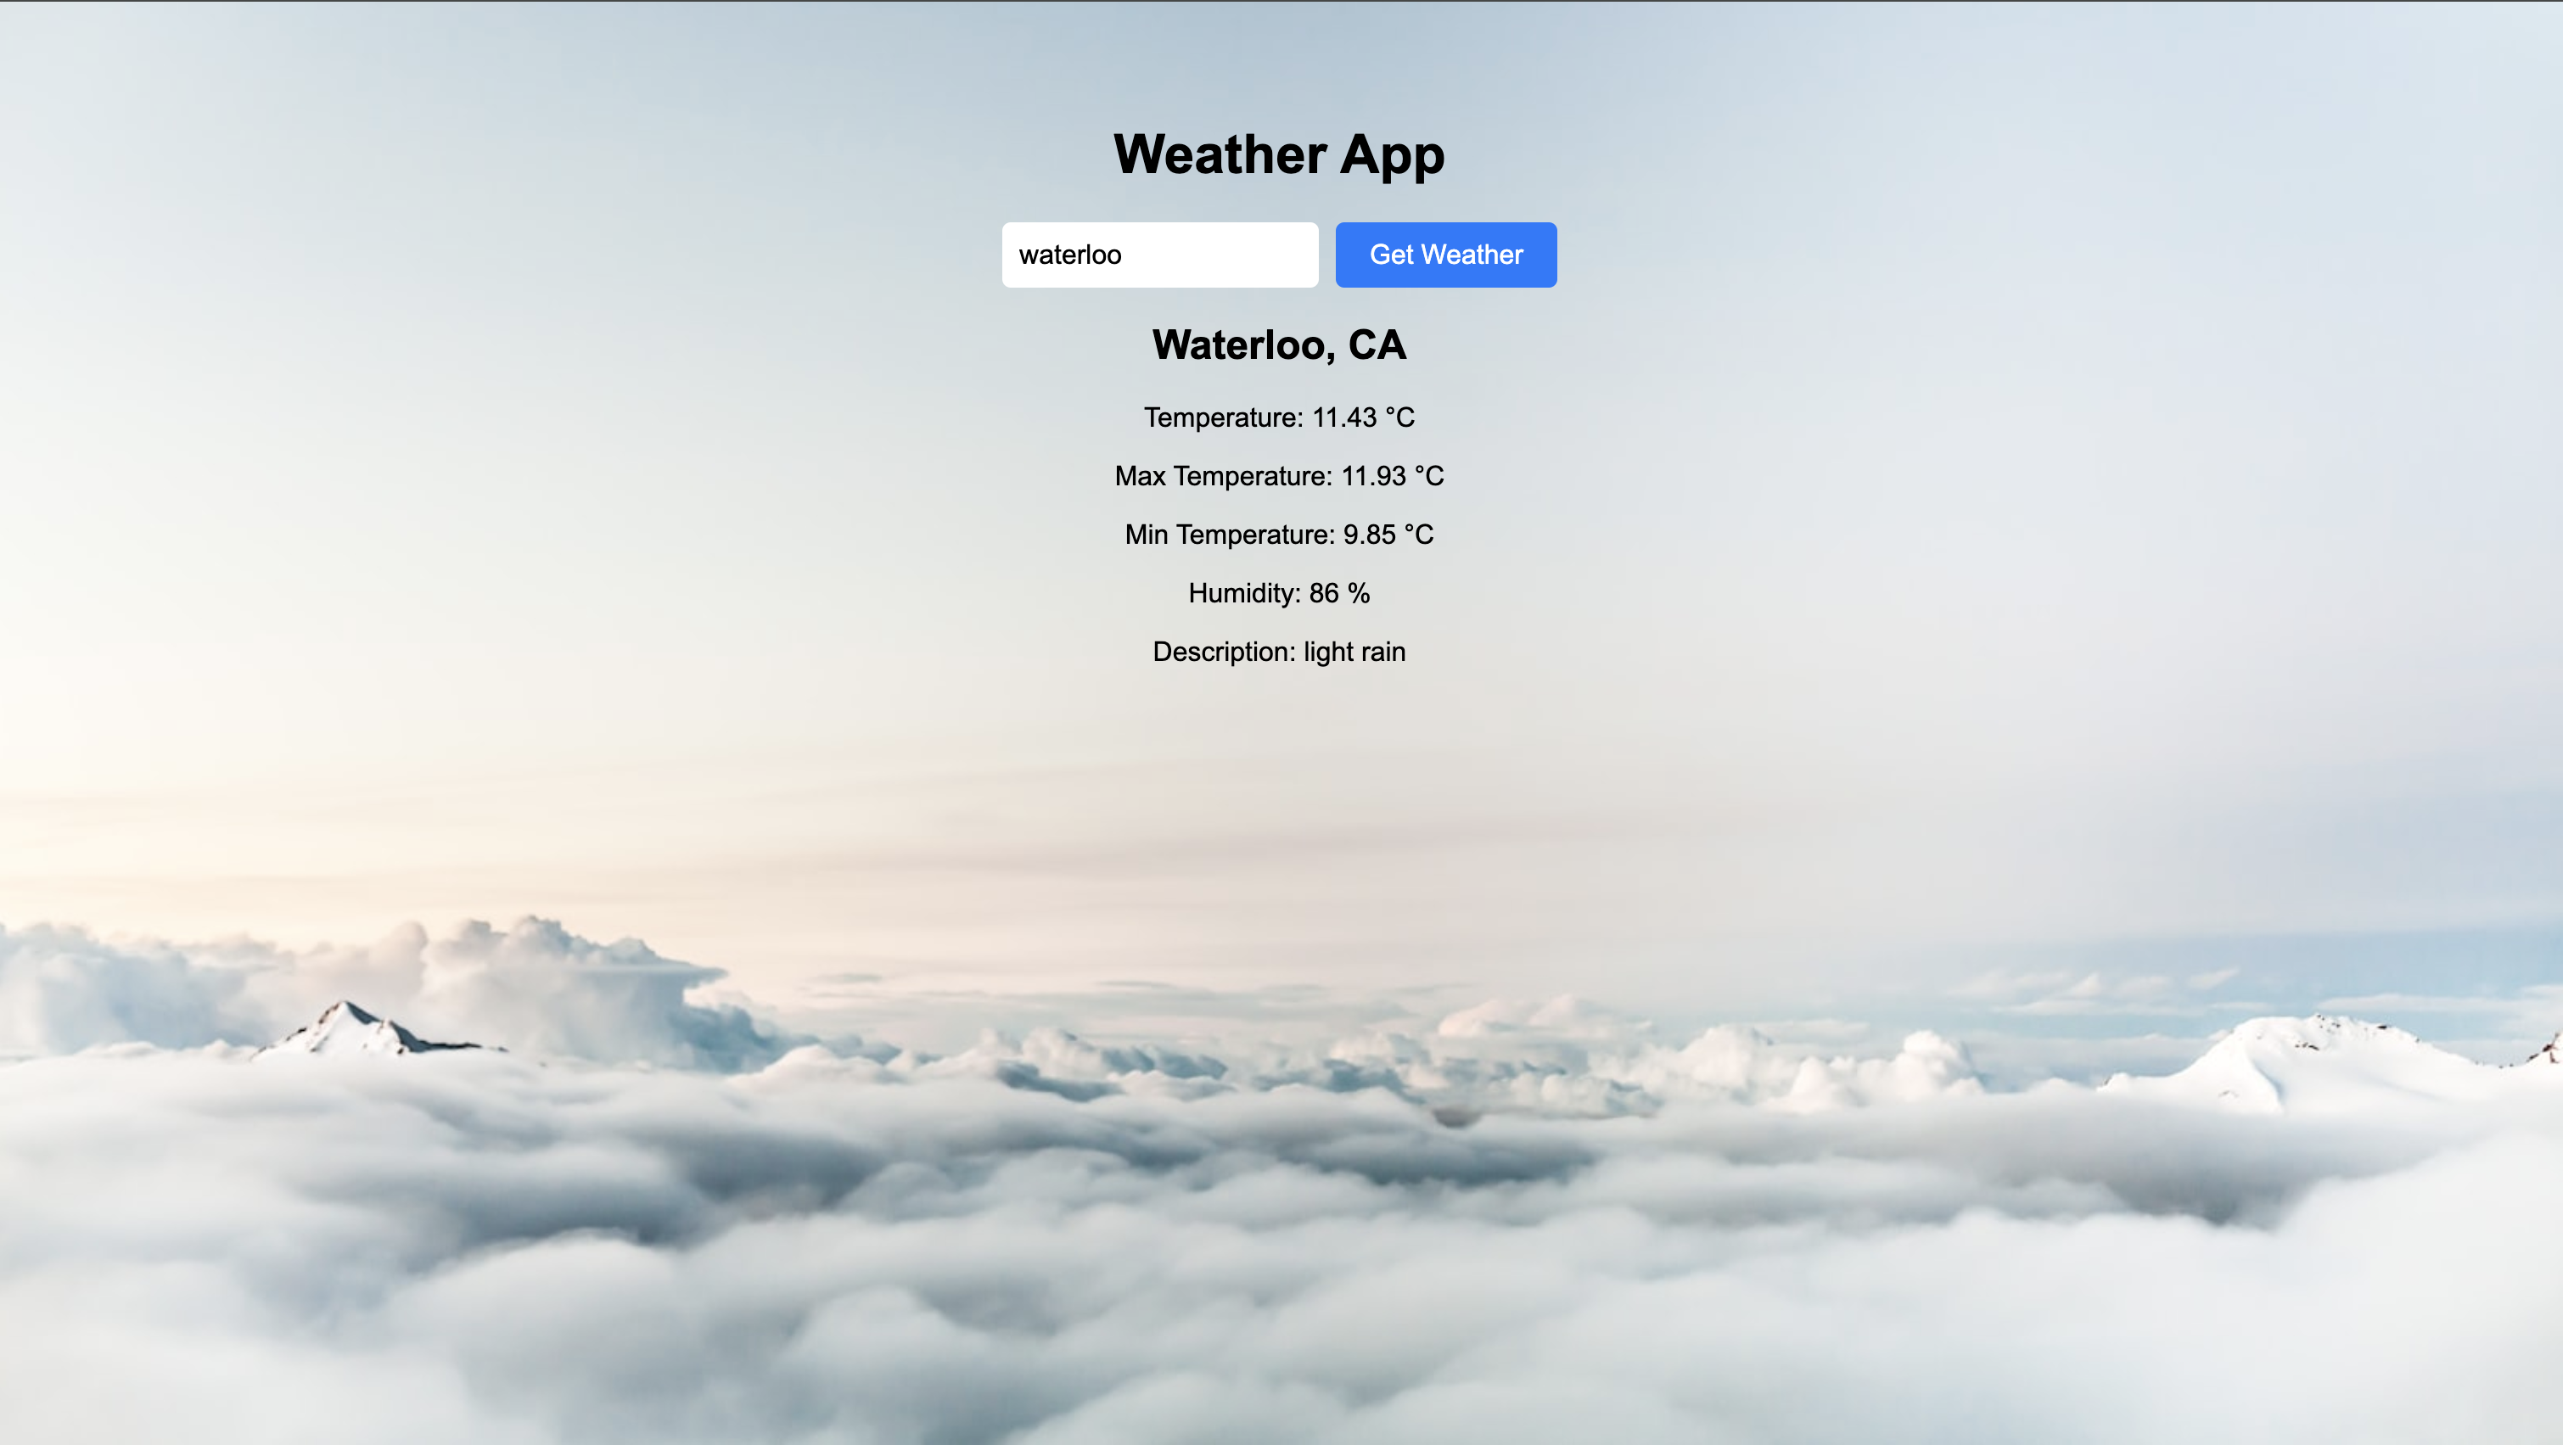 Weather App
waterloo
Get Weather
Waterloo, CA
Temperature: 11.43 °C
Max Temperature: 11.93 °C
Min Temperature: 9.85 °C
Humidity: 86 %
Description: light rain